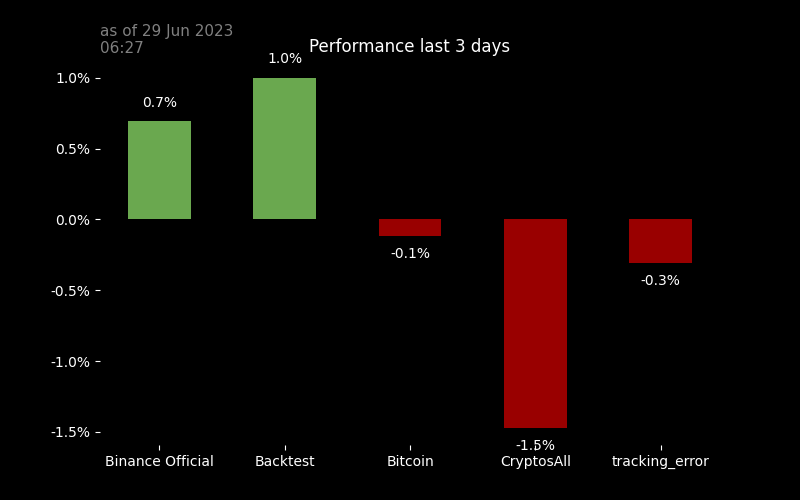 as of 29 Jun 2023
06:27
Performance last 3 days
1.0%
0.5%
0.0%
-0.5%
-1.0%
-1.5%
0.7%
1.0%
-0.1%
-1.5%
-0.3%
Binance Official
Backtest
Bitcoin
CryptosAll
tracking_error